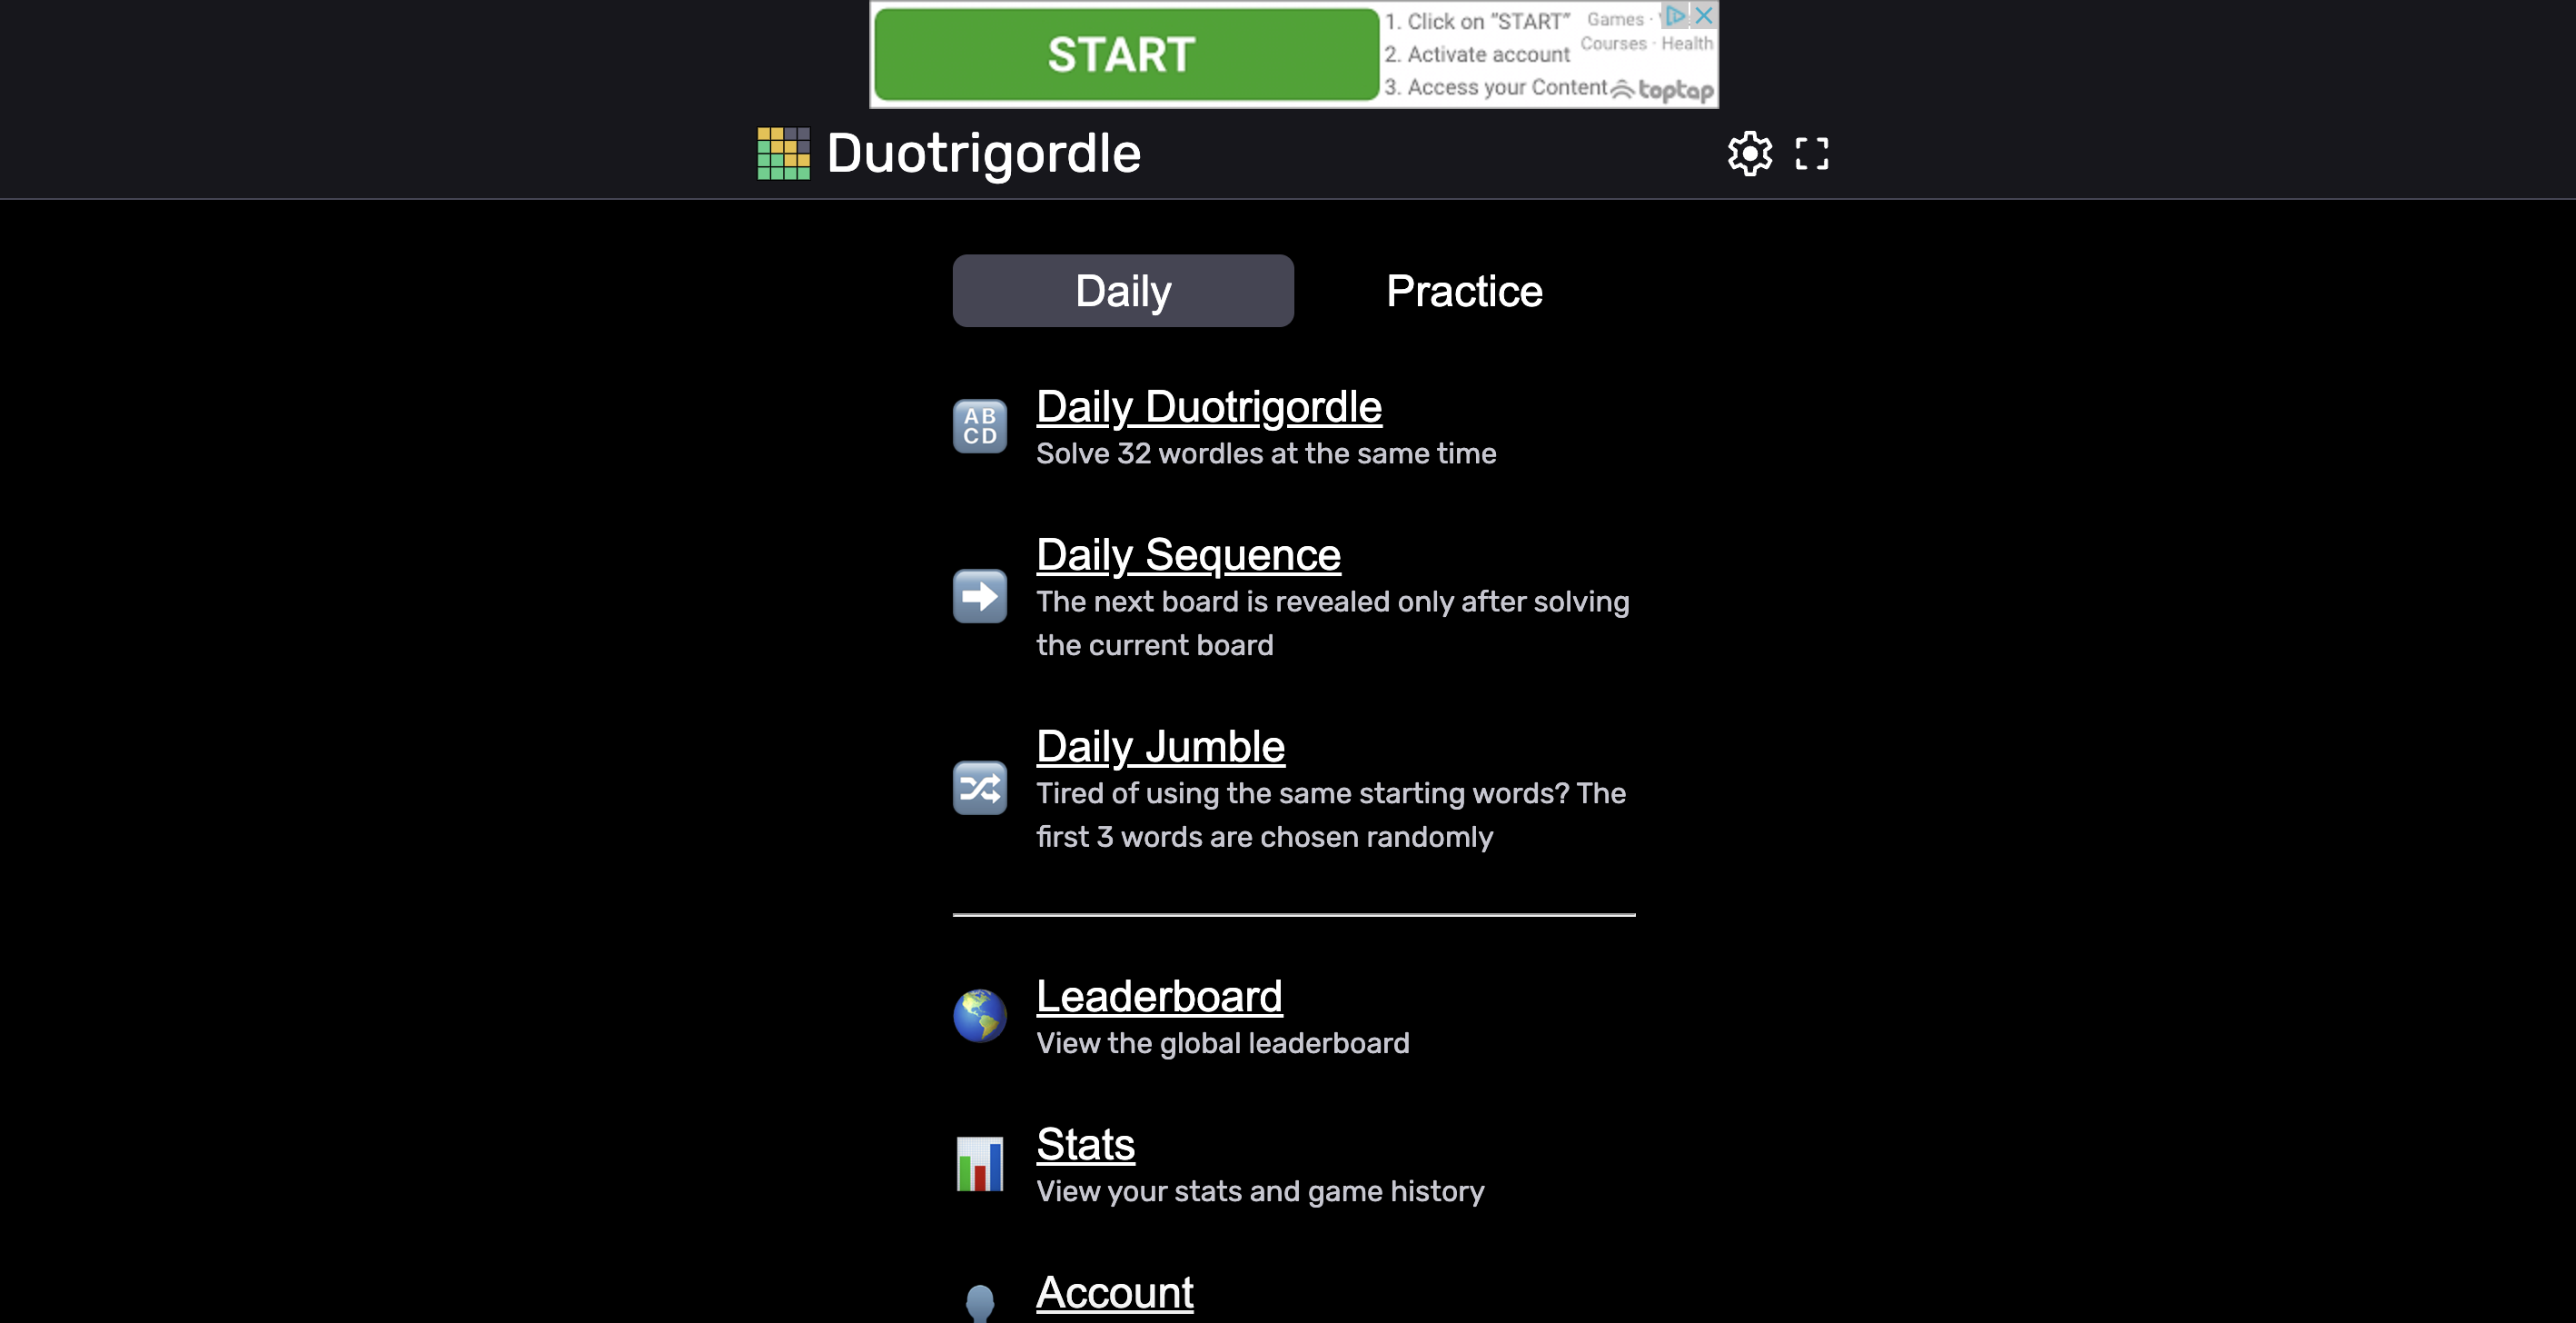 START
1. Click on "START"
2. Activate account
3. Access your Content
Games ·
Courses · Health
toptap
Duotrigordle
Daily
Practice
AB
CD
Daily Duotrigordle
Solve 32 wordles at the same time
Daily Sequence
The next board is revealed only after solving
the current board
Daily Jumble
Tired of using the same starting words? The
first 3 words are chosen randomly
Leaderboard
View the global leaderboard
Stats
View your stats and game history
Account